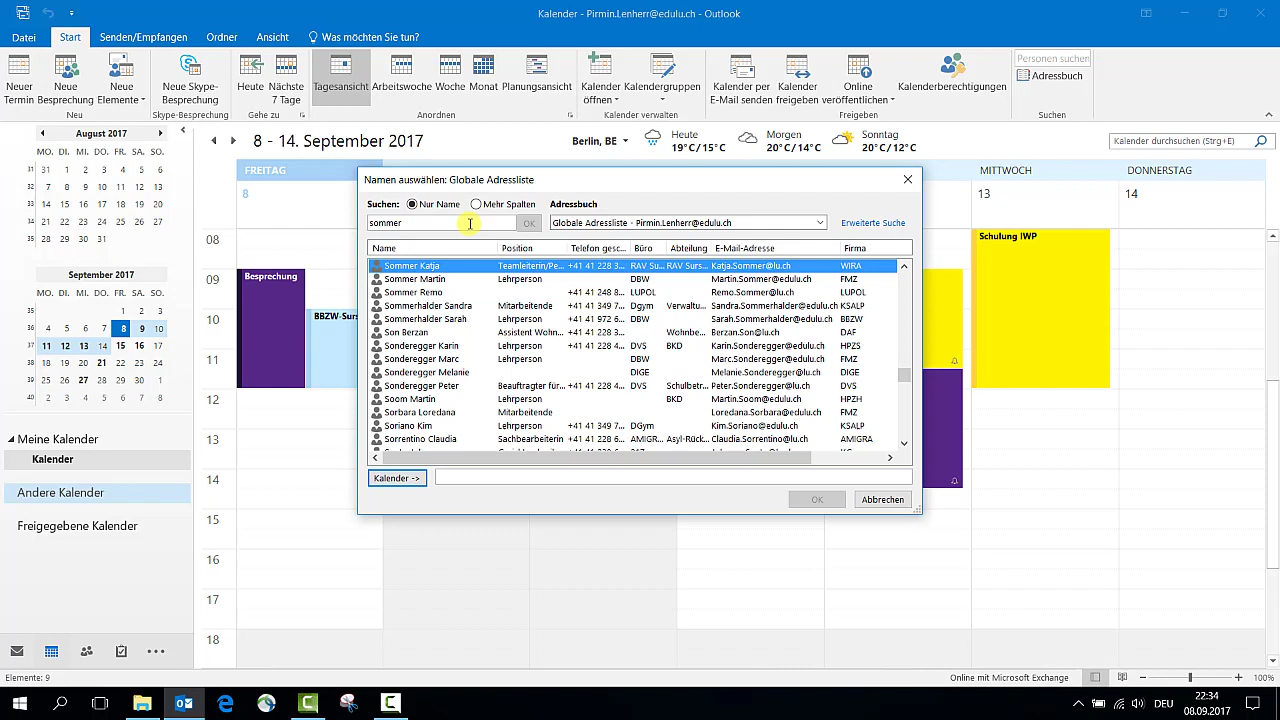 Kalender - Pirmin.Lenherr@edulu.ch - Outlook
Datei Start Senden/Empfangen Ordner Ansicht Was möchten Sie tun?
Neuer Termin
Neue Besprechung
Neue Elemente
Neu
Neue Skype-Besprechung
Skype-Besprechung
Heute
Nächste 7 Tage
Gehe zu
Tagesansicht Arbeitswoche Woche Monat Planungsansicht
Anordnen
Kalender öffnen
Kalendergruppen
Kalender verwalten
Kalender per E-Mail senden
Kalender freigeben
Online veröffentlichen
Kalenderberechtigungen
Freigeben
Personen suchen
Adressbuch
Suchen
August 2017
MO. DI. MI. DO. FR. SA. SO.
31 31 1 2 3 4 5 6
32 7 8 9 10 11 12 13
33 14 15 16 17 18 19 20
34 21 22 23 24 25 26 27
35 28 29 30 31
September 2017
MO. DI. MI. DO. FR. SA. SO.
35 1 2 3
36 4 5 6 7 8 9 10
37 11 12 13 14 15 16 17
38 18 19 20 21 22 23 24
39 25 26 27 28 29 30 1
40 2 3 4 5 6 7 8
Meine Kalender
Kalender
Andere Kalender
Freigegebene Kalender
8 - 14. September 2017
Berlin, BE
Heute
19°C/15°C
Morgen
20°C/14°C
Sonntag
20°C/12°C
Kalender durchsuchen (Strg+E)
FREITAG MITTWOCH DONNERSTAG
8 13 14
08
09
10
11
12
13
14
15
16
17
18
Besprechung
BBZW-Surs
Schulung IWP
Namen auswählen: Globale Adressliste
Suchen: Nur Name Mehr Spalten Adressbuch
sommer OK Globale Adressliste - Pirmin.Lenherr@edulu.ch Erweiterte Suche
Name Position Telefon gesc... Büro Abteilung E-Mail-Adresse Firma
Sommer Katja Teamleiterin/Pe... +41 41 228 3... RAV Su... RAV Surs... Katja.Sommer@lu.ch WIRA
Sommer Martin Lehrperson DBW Martin.Sommer@edulu.ch FMZ
Sommer Remo +41 41 248 8... LUPOL Remo.Sommer@lu.ch LUPOL
Sommerhalder Sandra Mitarbeitende +41 41 349 7... Dgym Verwaltu... Sandra.Sommerhalder@edulu.ch KSALP
Sommerhalder Sarah Lehrperson +41 41 972 6... DBW Sarah.Sommerhalder@edulu.ch BBZW
Son Berzan Assistent Wohn... +41 41 228 3... Wohnbe... Berzan.Son@lu.ch DAF
Sonderegger Karin Lehrperson +41 41 228 4... DVS BKD Karin.Sonderegger@edulu.ch HPZS
Sonderegger Marc Lehrperson DBW Marc.Sonderegger@edulu.ch FMZ
Sonderegger Melanie DIGE Melanie.Sonderegger@lu.ch DIGE
Sonderegger Peter Beauftragter für... +41 41 228 4... DVS Schulbetr... Peter.Sonderegger@edulu.ch DVS
Soom Martin Lehrperson BKD Martin.Soom@edulu.ch HPZH
Sorbara Loredana Mitarbeitende Loredana.Sorbara@edulu.ch FMZ
Soriano Kim Lehrperson +41 41 349 7... DGym Kim.Soriano@edulu.ch KSALP
Sorrentino Claudia Sachbearbeiterin +41 41 228 6... AMIGR... Asyl-Rück... Claudia.Sorrentino@lu.ch AMIGRA
Kalender ->
OK Abbrechen
Elemente: 9
Online mit Microsoft Exchange
100%
DEU
22:34
08.09.2017